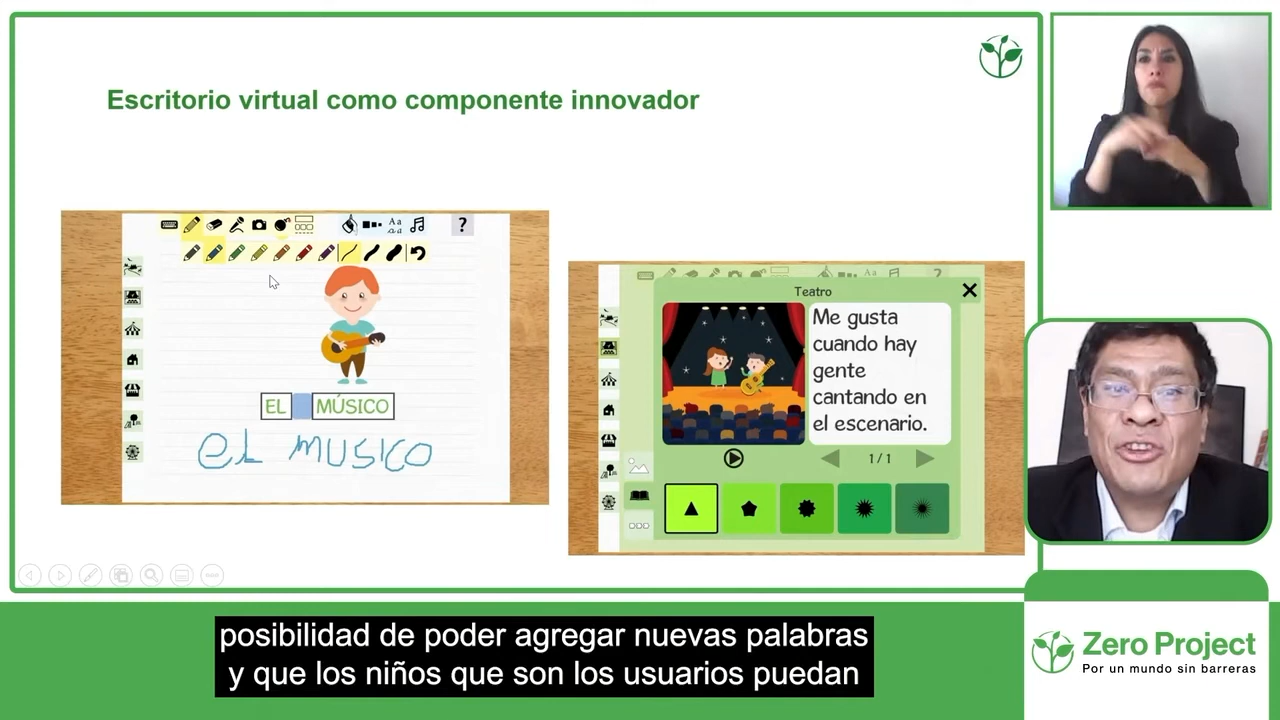 Escritorio virtual como componente innovador
Aa
a.a
?
EL MÚSICO
eL MUSICO
Teatro
Me gusta
cuando hay
gente
cantando en
el escenario.
1/1
posibilidad de poder agregar nuevas palabras
y que los niños que son los usuarios puedan
Zero Project
Por un mundo sin barreras